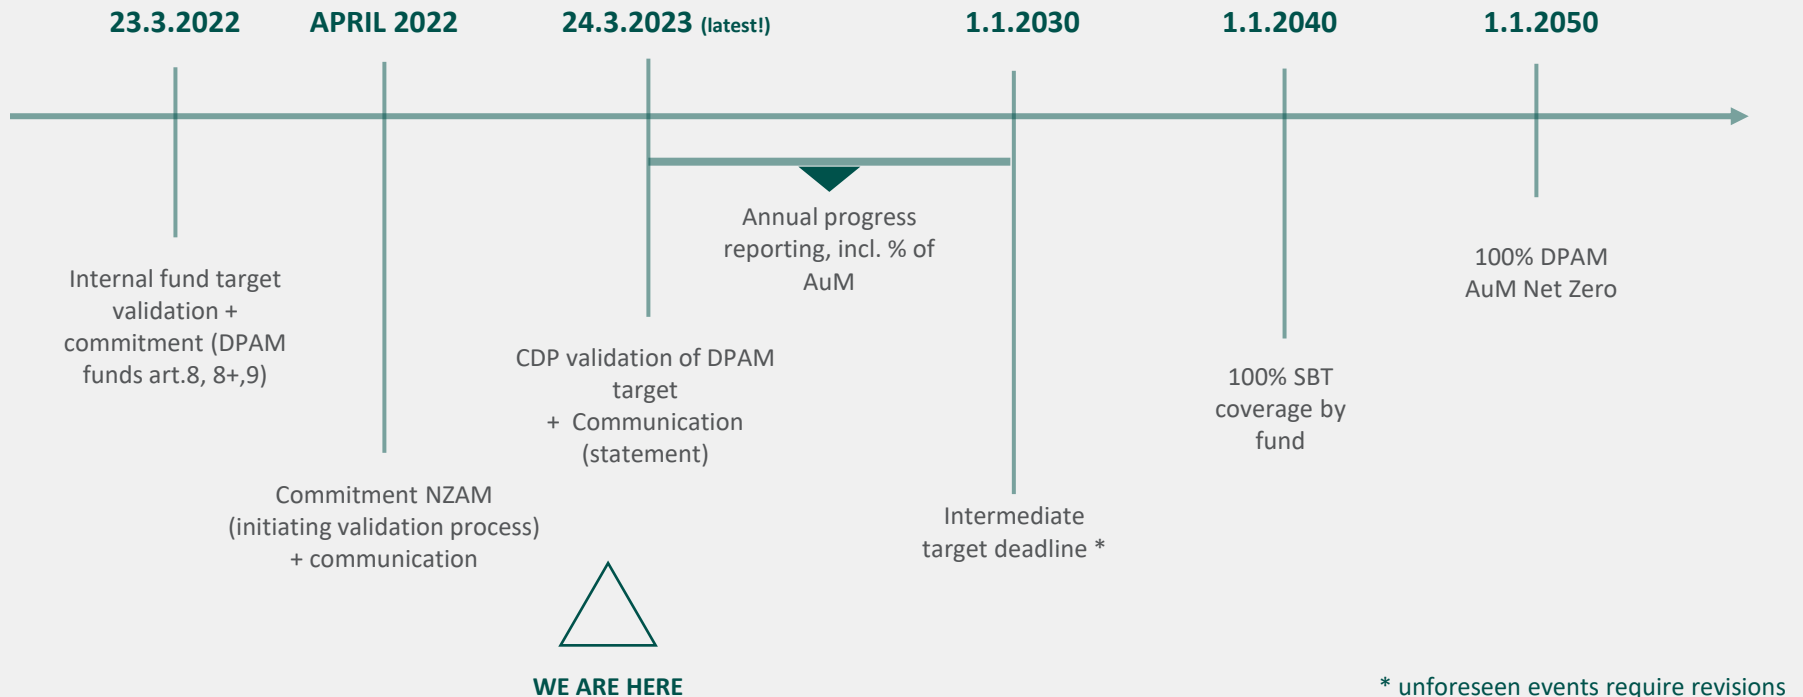 23.3.2022
APRIL 2022
24.3.2023 (latest!)
1.1.2030
1.1.2040
1.1.2050
Internal fund target
validation +
commitment (DPAM
funds art.8, 8+,9)
Commitment NZAM
(initiating validation process)
+ communication
CDP validation of DPAM
target
+ Communication
(statement)
Annual progress
reporting, incl. % of
AuM
Intermediate
target deadline *
100% SBT
coverage by
fund
100% DPAM
AuM Net Zero
WE ARE HERE
* unforeseen events require revisions